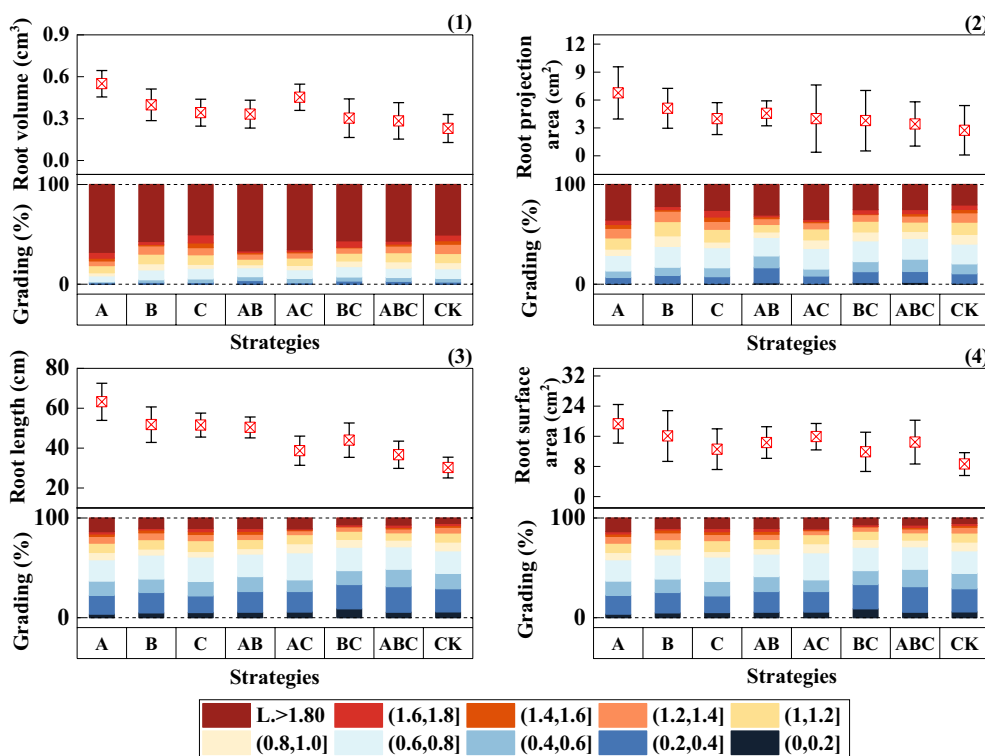 (1)
Root volume (cm³)
0.9
0.6
0.3
0.0
Grading (%)
100
0
A B C AB AC BC ABC CK
Strategies
(2)
Root projection
area (cm²)
12
9
6
3
0
Grading (%)
100
0
A B C AB AC BC ABC CK
Strategies
(3)
Root length (cm)
80
60
40
20
Grading (%)
100
0
A B C AB AC BC ABC CK
Strategies
(4)
Root surface
area (cm²)
32
24
16
8
0
Grading (%)
100
0
A B C AB AC BC ABC CK
Strategies
L.>1.80 (1.6,1.8] (1.4,1.6] (1.2,1.4] (1,1.2]
(0.8,1.0] (0.6,0.8] (0.4,0.6] (0.2,0.4] (0,0.2]